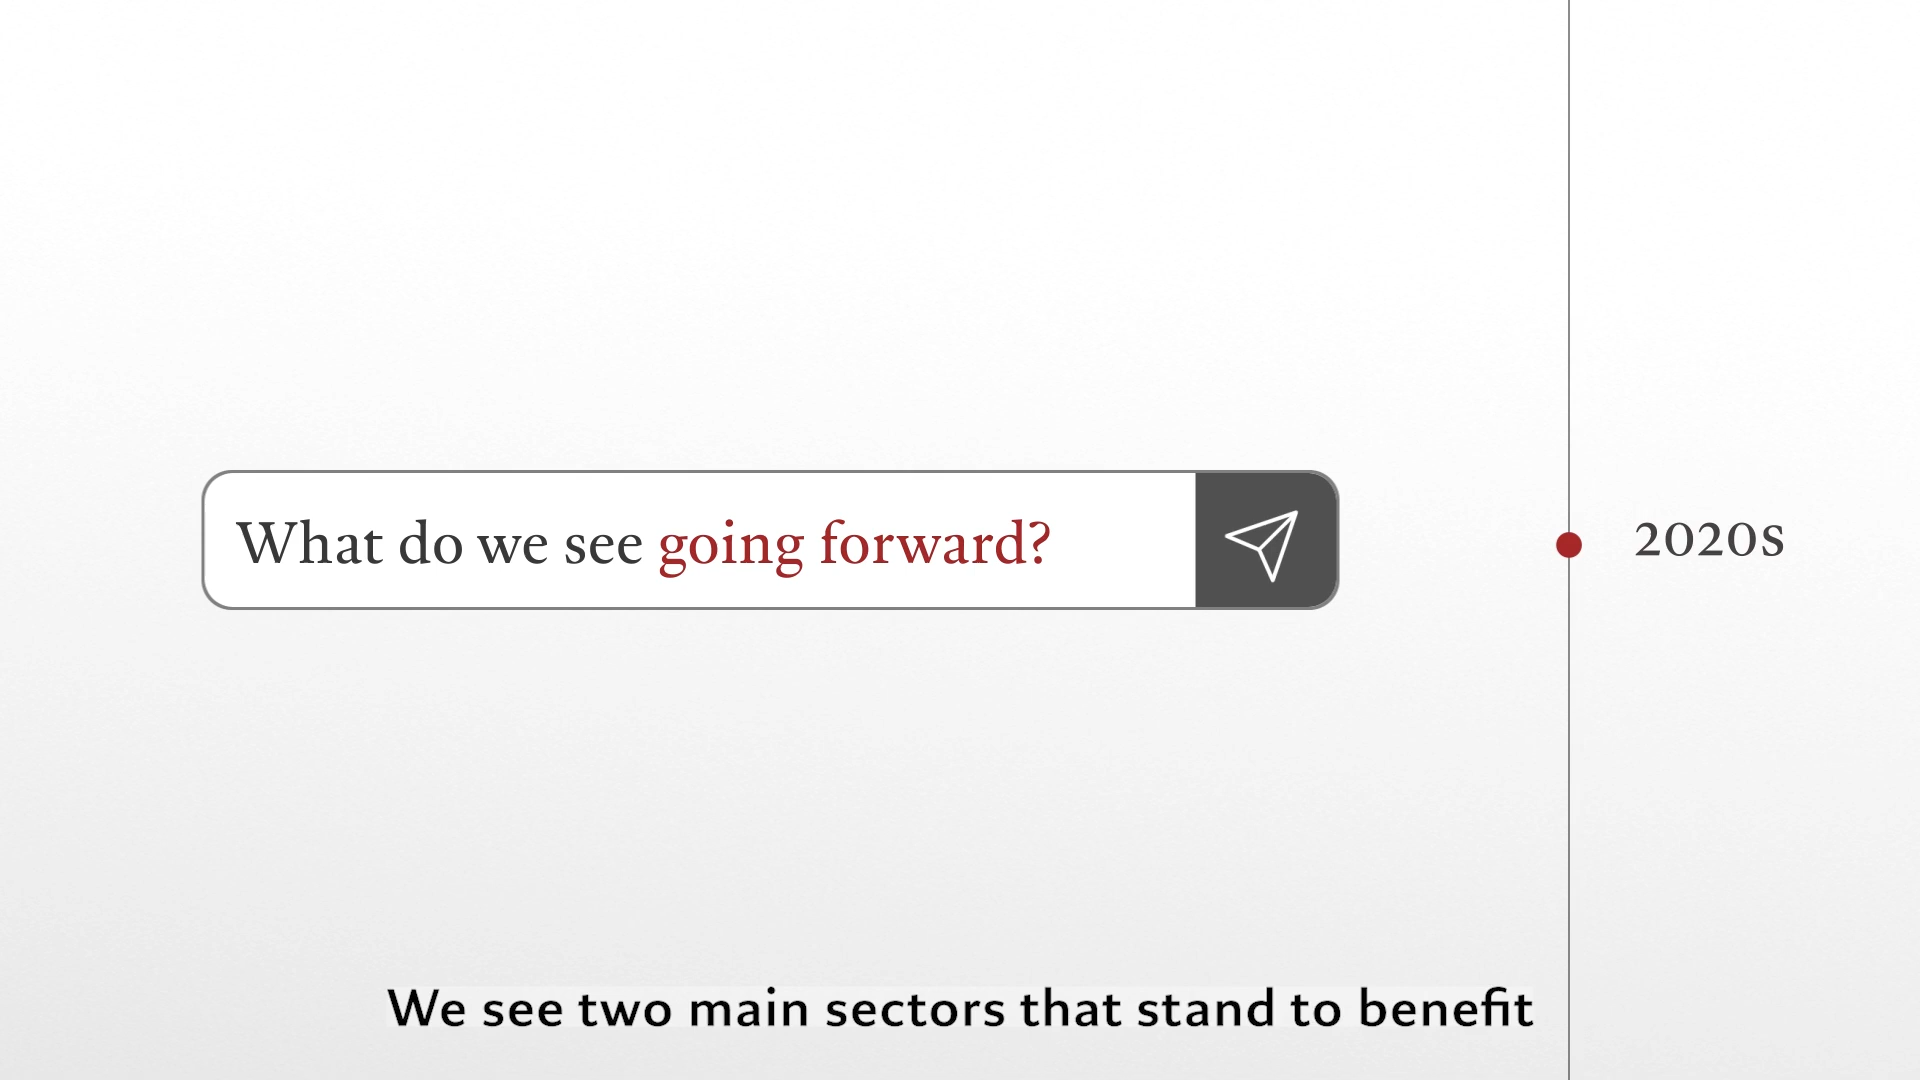 What do we see going forward?
2020s
We see two main sectors that stand to benefit